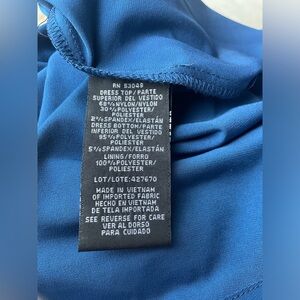 RN 53049
DRESS TOP/PARTE
SUPERIOR DEL VESTIDO
68%NYLON/NYLON
30%POLYESTER/
POLIESTER
2%SPANDEX/ELASTÁN
DRESS BOTTOM/PARTE
INFERIOR DEL VESTIDO
95%POLYESTER/
POLIESTER
5%SPANDEX/ELASTÁN
LINING/FORRO
100%POLYESTER/
POLIESTER
LOT/LOTE:427670
MADE IN VIETNAM
OF IMPORTED FABRIC
HECHO EN VIETNAM
DE TELA IMPORTADA
SEE REVERSE FOR CARE
VER AL DORSO
PARA CUIDADO